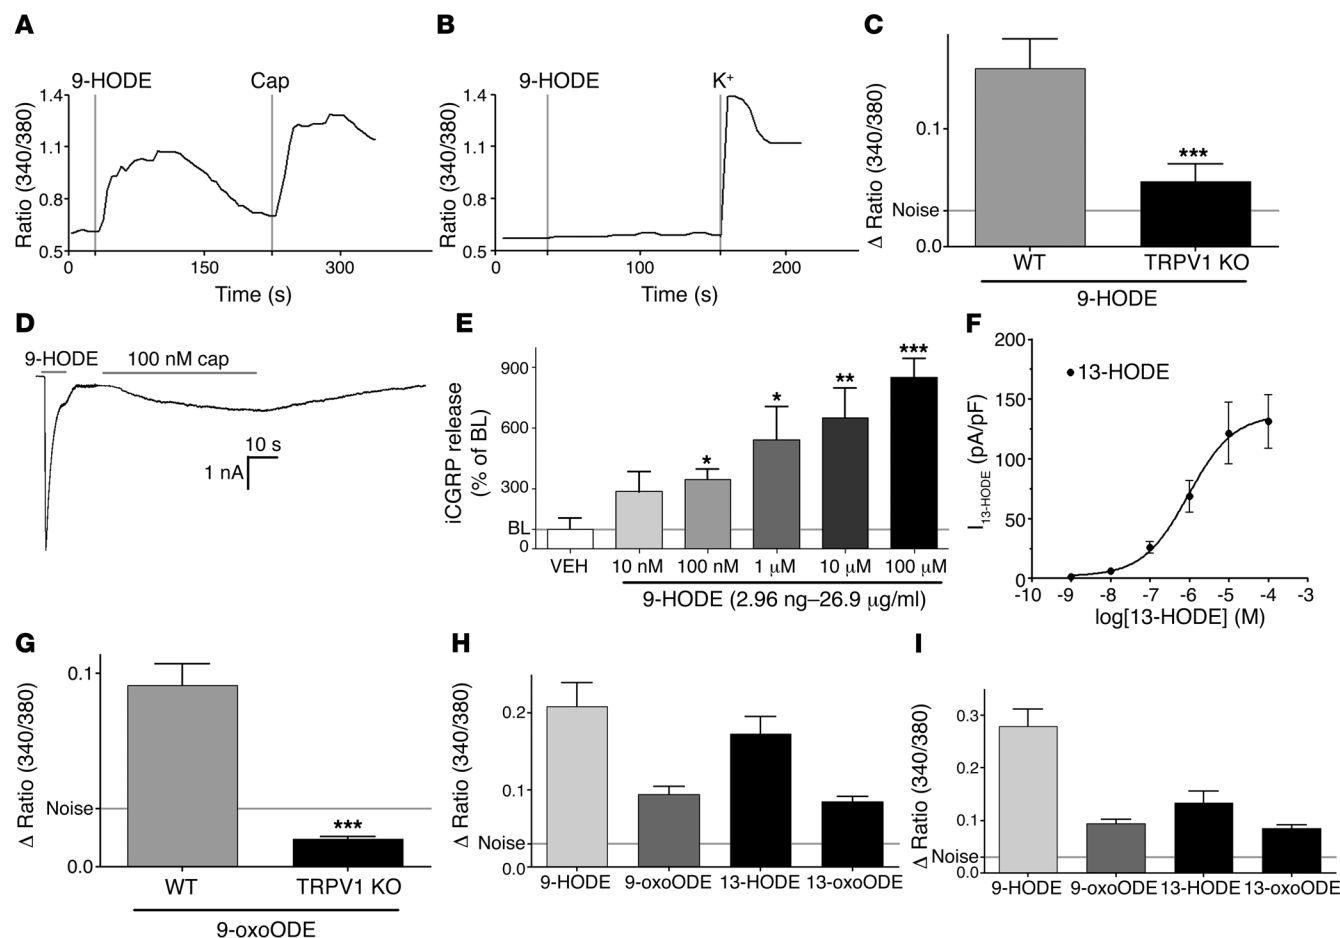 A
9-HODE
Cap
Ratio (340/380)
1.4
1.1
0.8
0.5
0
150
300
Time (s)
B
9-HODE
K+
Ratio (340/380)
1.4
1.1
0.8
0.5
0
100
200
Time (s)
C
Δ Ratio (340/380)
0.1
Noise
0.0
***
WT
TRPV1 KO
9-HODE
D
9-HODE
100 nM cap
10 s
1 nA
E
iCGRP release
(% of BL)
900
600
300
BL
0
*
*
**
***
VEH
10 nM
100 nM
1 µM
10 µM
100 µM
9-HODE (2.96 ng–26.9 µg/ml)
F
I13-HODE (pA/pF)
200
150
100
50
0
13-HODE
-10
-9
-8
-7
-6
-5
-4
-3
log[13-HODE] (M)
G
Δ Ratio (340/380)
0.1
Noise
0.0
***
WT
TRPV1 KO
9-oxoODE
H
Δ Ratio (340/380)
0.2
0.1
Noise
0.0
9-HODE
9-oxoODE
13-HODE
13-oxoODE
I
Δ Ratio (340/380)
0.3
0.2
0.1
Noise
0.0
9-HODE
9-oxoODE
13-HODE
13-oxoODE